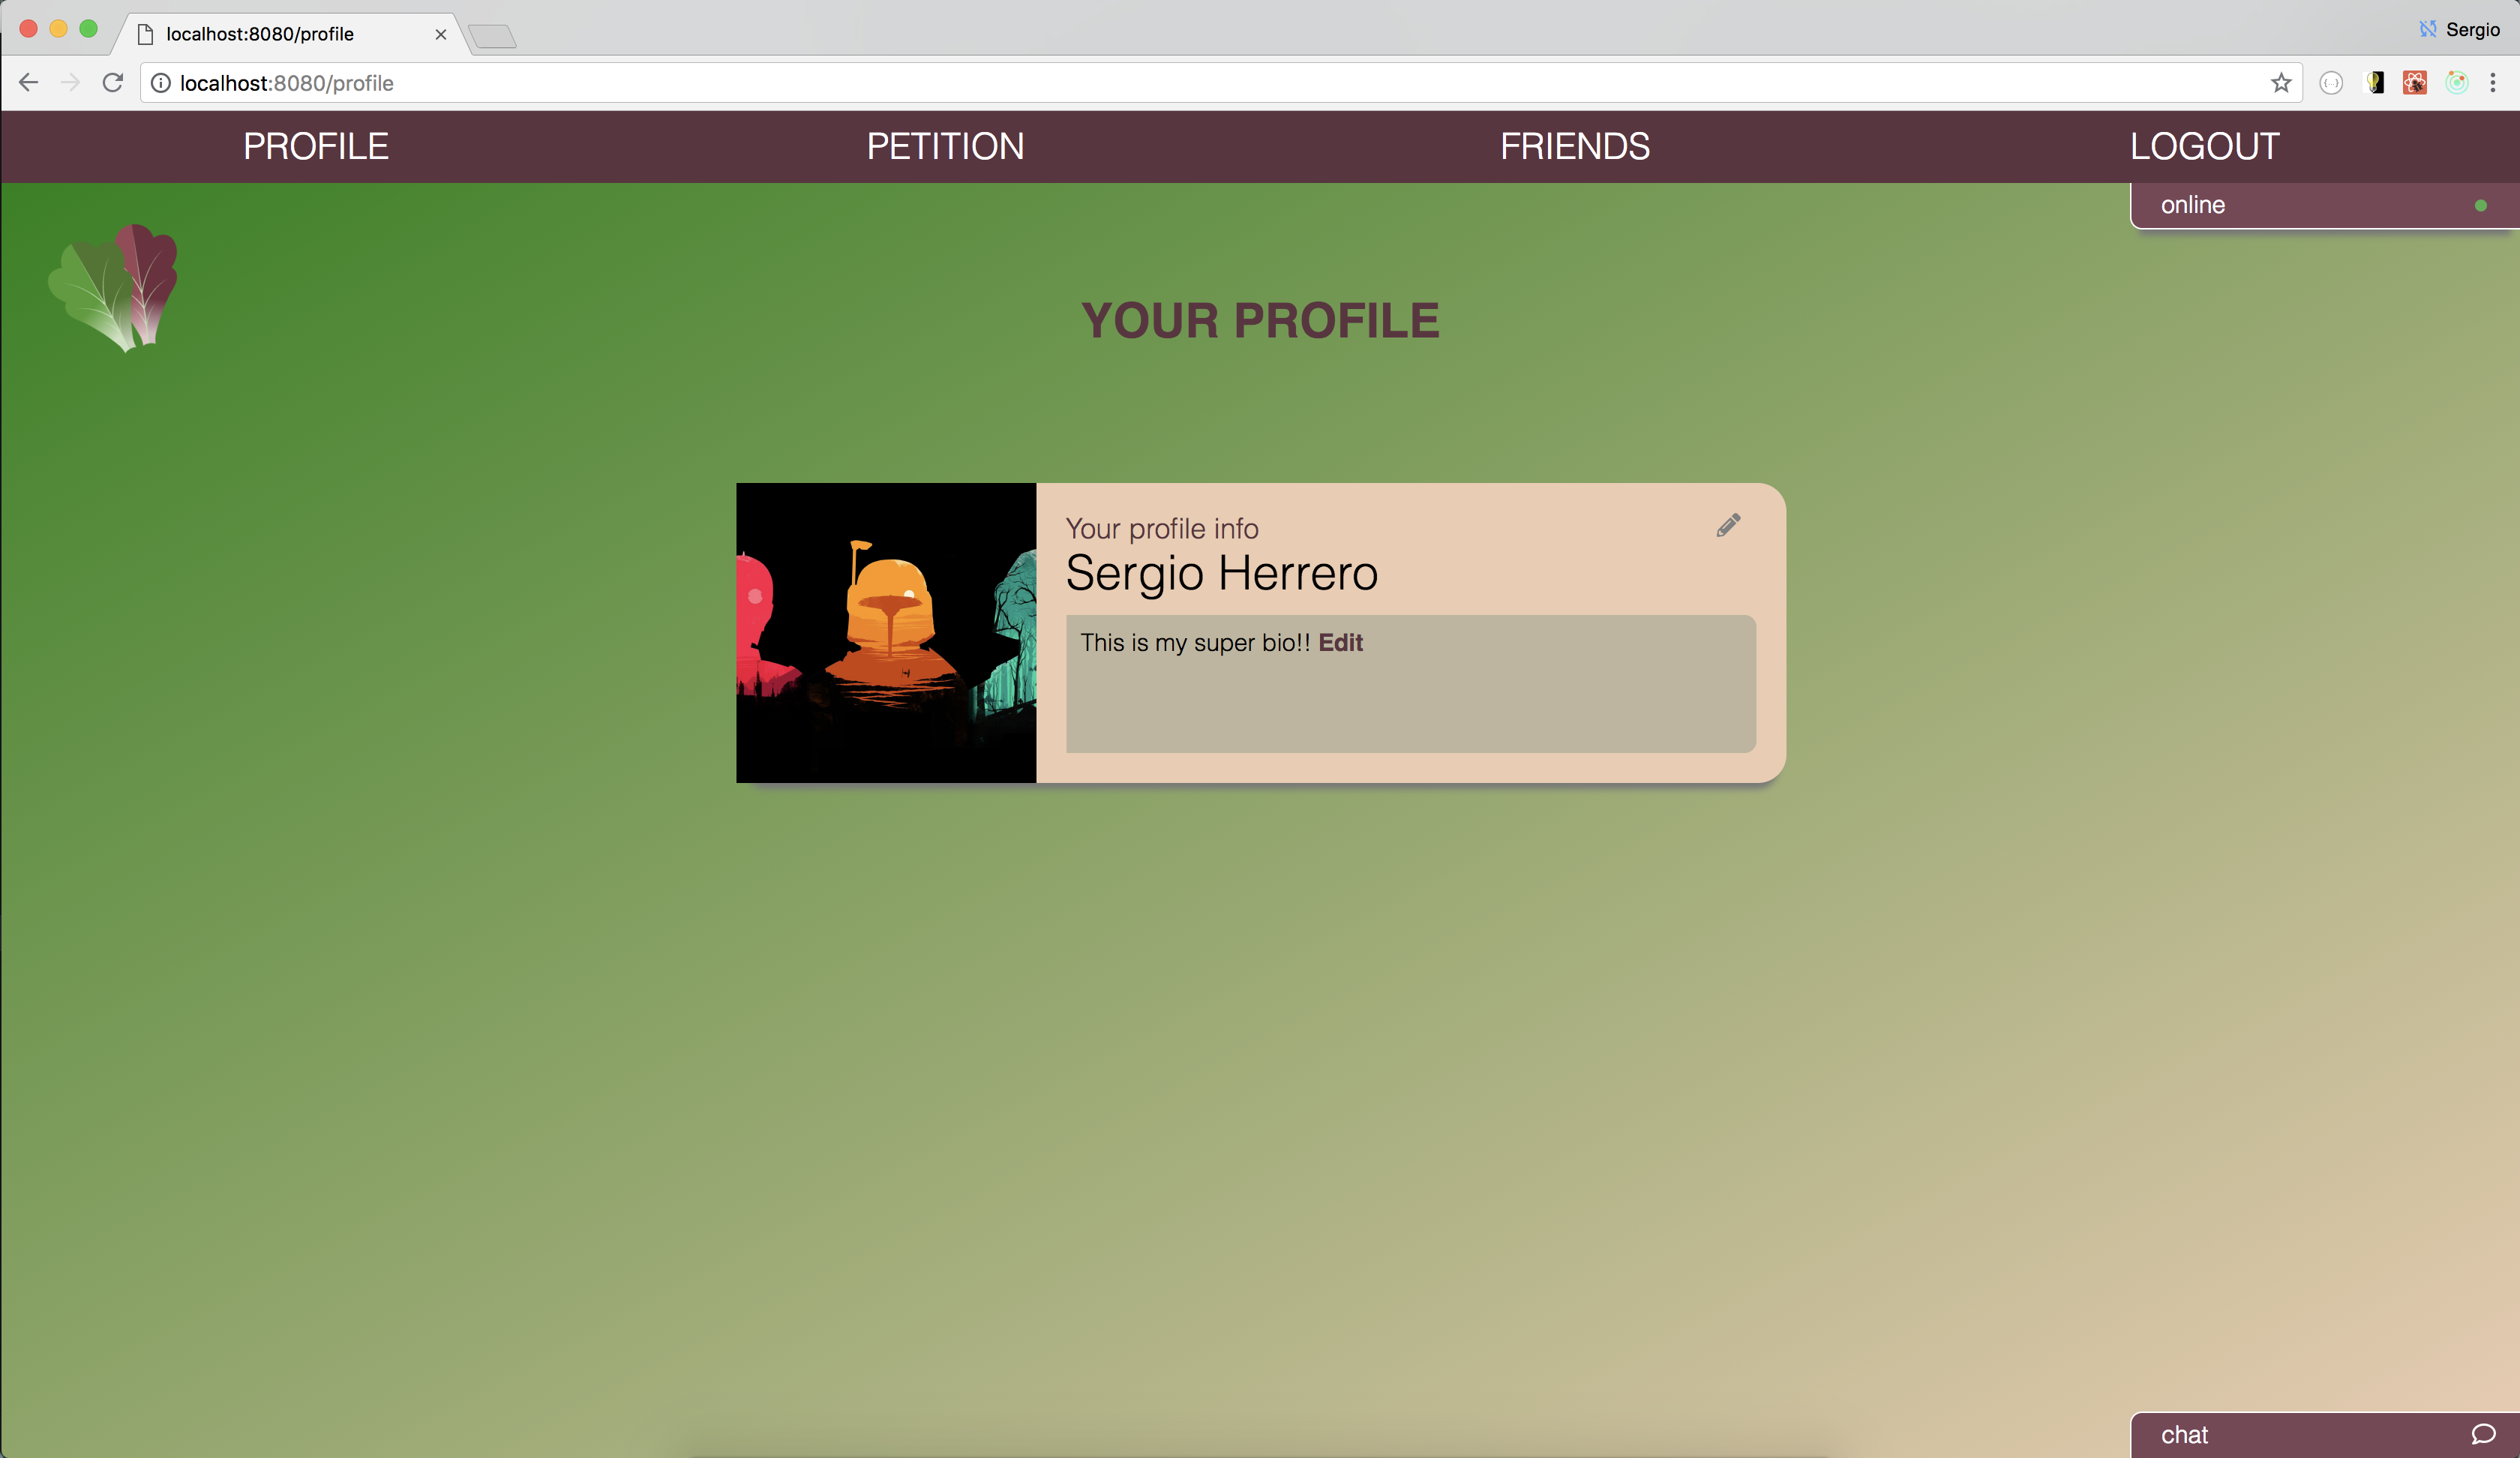 localhost:8080/profile
Sergio
localhost:8080/profile
PROFILE PETITION FRIENDS LOGOUT
online
YOUR PROFILE
Your profile info
Sergio Herrero
This is my super bio!! Edit
chat